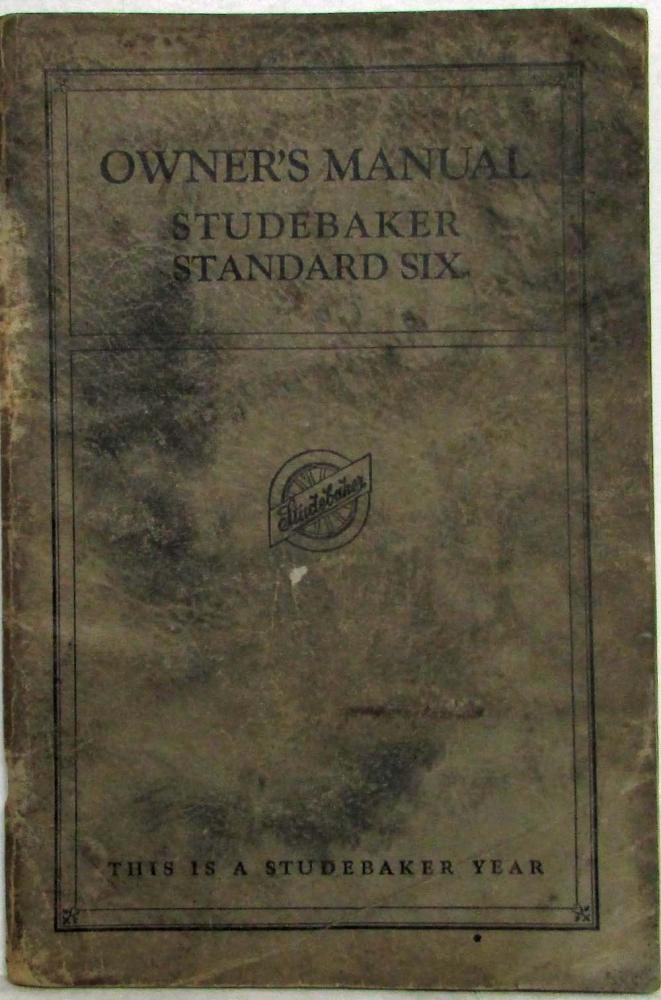 OWNER'S MANUAL
STUDEBAKER
STANDARD SIX
Studebaker
THIS IS A STUDEBAKER YEAR